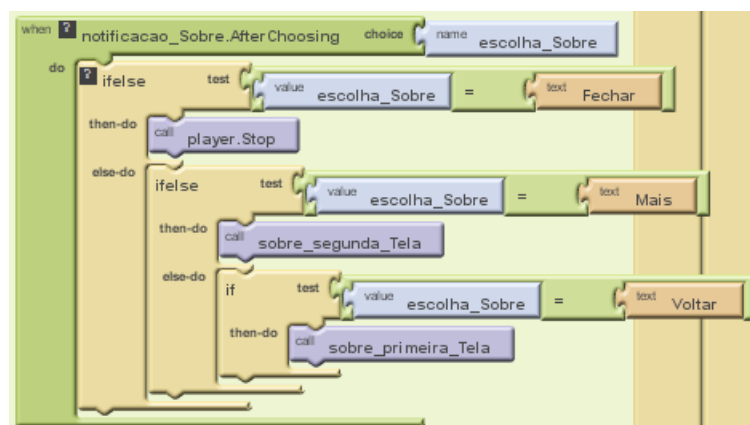 when ? notificacao_Sobre.AfterChoosing choice name escolha_Sobre
do ? ifelse test value escolha_Sobre = text Fechar
then-do call player.Stop
else-do ifelse test value escolha_Sobre = text Mais
then-do call sobre_segunda_Tela
else-do if test value escolha_Sobre = text Voltar
then-do call sobre_primeira_Tela